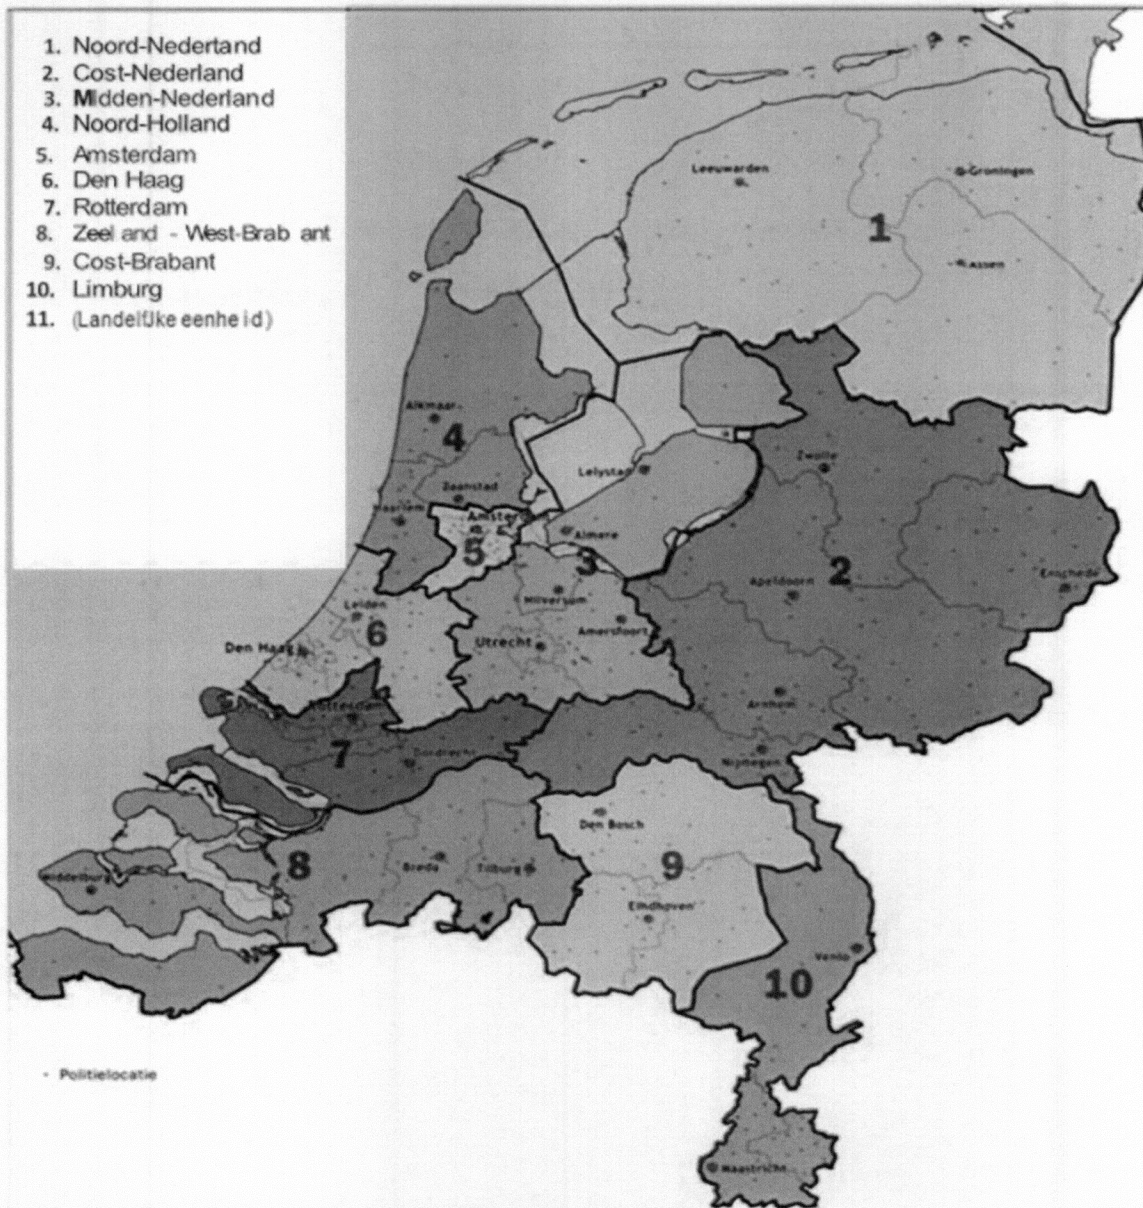 1. Noord-Nedertand
2. Cost-Nederland
3. MIdden-Nederland
4. Noord-Holland
5. Amsterdam
6. Den Haag
7. Rotterdam
8. Zeel and - West-Brab ant
9. Cost-Brabant
10. Limburg
11. (LandelfJke eenhe i d)
Leeuwarden
Groningen
1
Assen
Alkmaar
4
Zwolle
Lelystad
Zaanstad
Haarlem
Amsterdam
5
Almere
3
2
Enschede
Apeldoorn
Hilversum
Leiden
6
Amersfoort
Utrecht
Den Haag
Arnhem
Rotterdam
7
Dordrecht
Nijmegen
Den Bosch
8
Breda
Tilburg
9
Middelburg
Eindhoven
Venlo
10
- Politielocatie
Maastricht